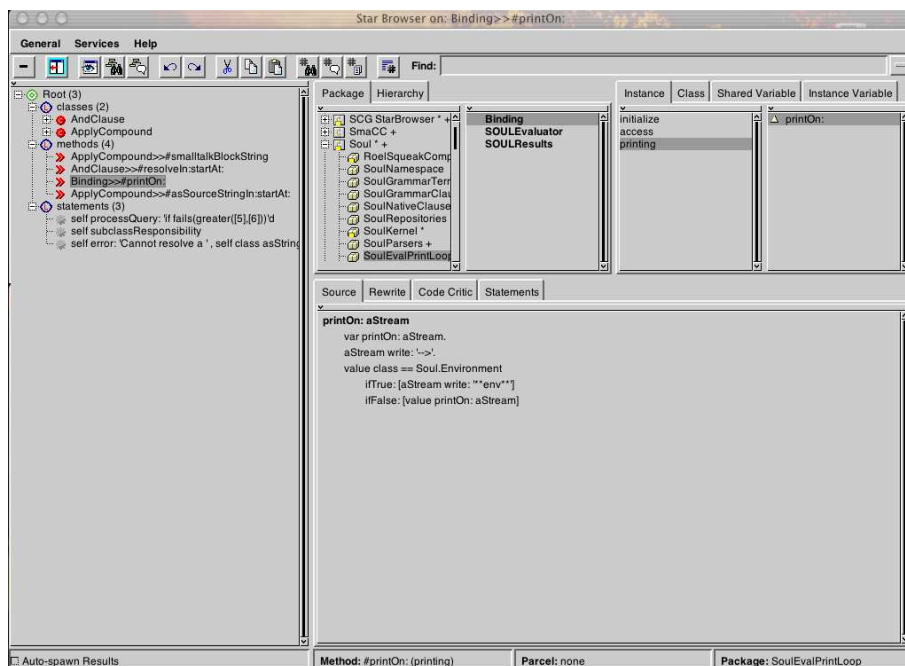 Star Browser on: Binding>>#printOn:
General Services Help
Find:
Root (3)
classes (2)
AndClause
ApplyCompound
methods (4)
ApplyCompound>>#smalltalkBlockString
AndClause>>#resolveIn:startAt:
Binding>>#printOn:
ApplyCompound>>#asSourceStringIn:startAt:
statements (3)
self processQuery: 'if fails(greater([5],[6]))'d
self subclassResponsibility
self error: 'Cannot resolve a ' , self class asString
Package Hierarchy
SCG StarBrowser * +
SmaCC +
Soul * +
RoelSqueakComp
SoulNamespace
SoulGrammarTerr
SoulGrammarClau
SoulNativeClause
SoulRepositories
SoulKernel *
SoulParsers +
SoulEvalPrintLoop
Binding
SOULEvaluator
SOULResults
Instance Class Shared Variable Instance Variable
initialize
access
printing
printOn:
Source Rewrite Code Critic Statements
printOn: aStream
var printOn: aStream.
aStream write: '-->'.
value class == Soul.Environment
ifTrue: [aStream write: '**env**']
ifFalse: [value printOn: aStream]
Auto-spawn Results
Method: #printOn: (printing)
Parcel: none
Package: SoulEvalPrintLoop